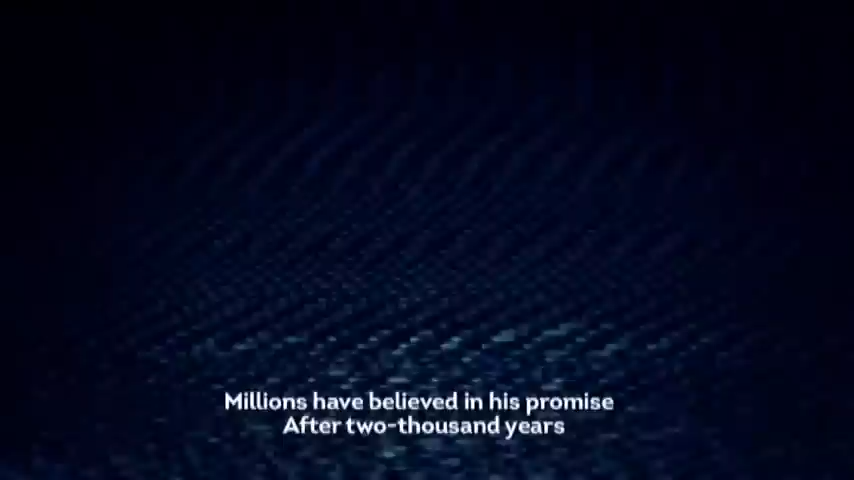 Millions have believed in his promise
After two-thousand years